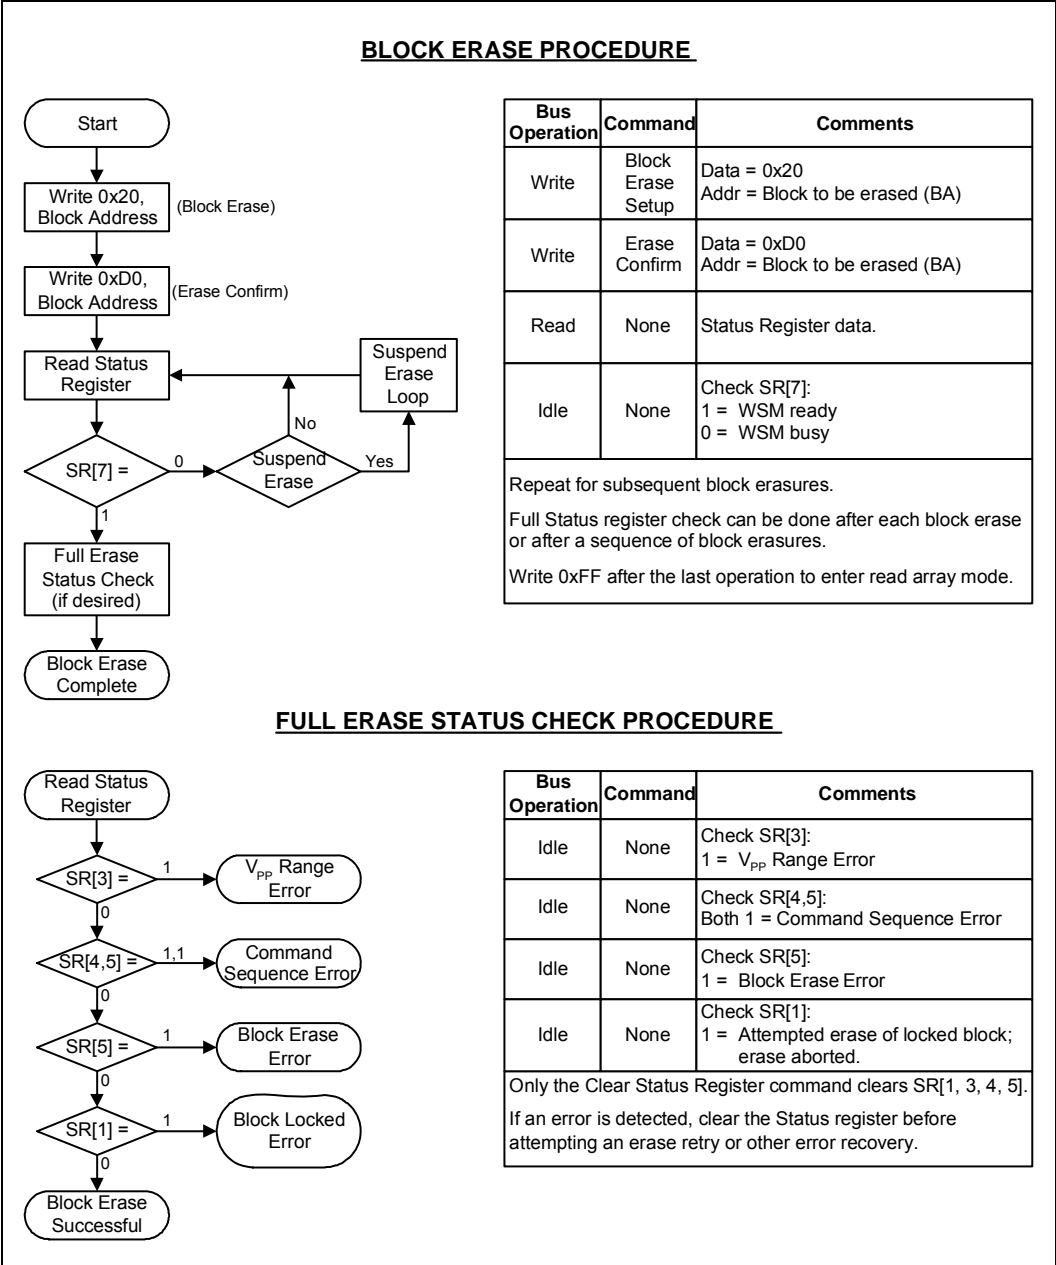 BLOCK ERASE PROCEDURE
Start
Write 0x20,
Block Address
(Block Erase)
Write 0xD0,
Block Address
(Erase Confirm)
Read Status
Register
Suspend
Erase
Loop
No
SR[7] =
0
Suspend
Erase
Yes
1
Full Erase
Status Check
(if desired)
Block Erase
Complete
Bus
Operation
Command
Comments
Write
Block
Erase
Setup
Data = 0x20
Addr = Block to be erased (BA)
Write
Erase
Confirm
Data = 0xD0
Addr = Block to be erased (BA)
Read
None
Status Register data.
Idle
None
Check SR[7]:
1 = WSM ready
0 = WSM busy
Repeat for subsequent block erasures.
Full Status register check can be done after each block erase
or after a sequence of block erasures.
Write 0xFF after the last operation to enter read array mode.
FULL ERASE STATUS CHECK PROCEDURE
Read Status
Register
SR[3] =
1
VPP Range
Error
0
SR[4,5] =
1,1
Command
Sequence Error
0
SR[5] =
1
Block Erase
Error
0
SR[1] =
1
Block Locked
Error
0
Block Erase
Successful
Bus
Operation
Command
Comments
Idle
None
Check SR[3]:
1 = VPP Range Error
Idle
None
Check SR[4,5]:
Both 1 = Command Sequence Error
Idle
None
Check SR[5]:
1 = Block Erase Error
Idle
None
Check SR[1]:
1 = Attempted erase of locked block;
erase aborted.
Only the Clear Status Register command clears SR[1, 3, 4, 5].
If an error is detected, clear the Status register before
attempting an erase retry or other error recovery.